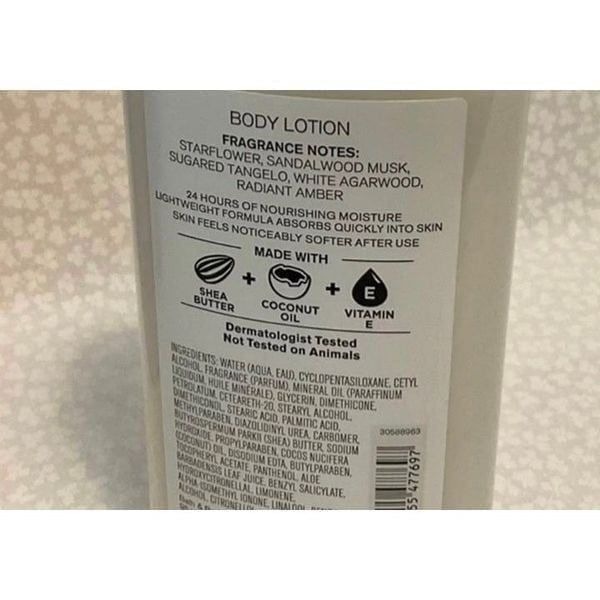 BODY LOTION
FRAGRANCE NOTES:
STARFLOWER, SANDALWOOD MUSK,
SUGARED TANGELO, WHITE AGARWOOD,
RADIANT AMBER
24 HOURS OF NOURISHING MOISTURE
LIGHTWEIGHT FORMULA ABSORBS QUICKLY INTO SKIN
SKIN FEELS NOTICEABLY SOFTER AFTER USE
MADE WITH
+ + E
SHEA BUTTER
COCONUT OIL
VITAMIN E
Dermatologist Tested
Not Tested on Animals
INGREDIENTS: WATER (AQUA, EAU), CYCLOPENTASILOXANE, CETYL
ALCOHOL, FRAGRANCE (PARFUM), MINERAL OIL (PARAFFINUM
LIQUIDUM, HUILE MINERALE), GLYCERIN, DIMETHICONE,
PETROLATUM, CETEARETH-20, STEARYL ALCOHOL,
DIMETHICONOL, STEARIC ACID, PALMITIC ACID,
METHYLPARABEN, DIAZOLIDINYL UREA, CARBOMER,
BUTYROSPERMUM PARKII (SHEA) BUTTER, SODIUM
HYDROXIDE, PROPYLPARABEN, COCOS NUCIFERA
(COCONUT) OIL, DISODIUM EDTA, BUTYLPARABEN,
TOCOPHERYL ACETATE, PANTHENOL, ALOE
BARBADENSIS LEAF JUICE, BENZYL SALICYLATE,
HYDROXYCITRONELLAL, LIMONENE,
ALPHA-ISOMETHYL IONONE, LINALOOL,
ALCOHOL,
30588963
55 477697